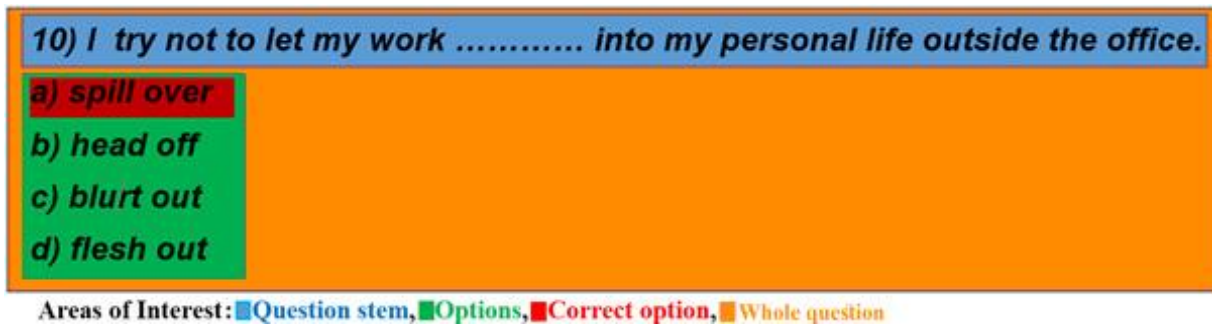 10) I try not to let my work ............ into my personal life outside the office.
a) spill over
b) head off
c) blurt out
d) flesh out
Areas of Interest: Question stem, Options, Correct option, Whole question